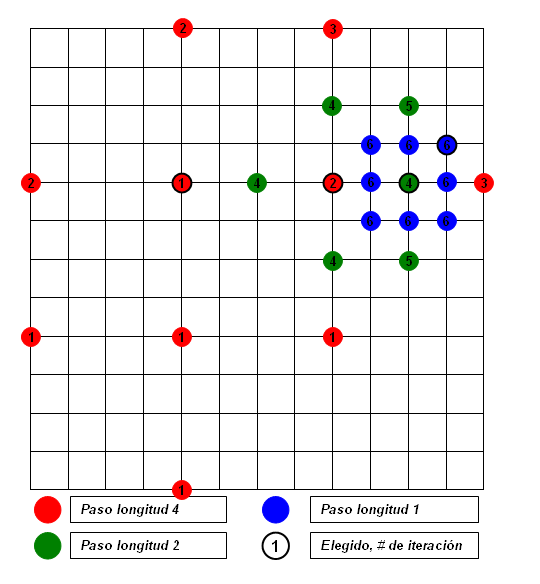 2 3
4 5
6 6 6
2 1 4 2 6 4 6 3
6 6 6
4 5
1 1 1
1
Paso longitud 4 Paso longitud 1
Paso longitud 2 1 Elegido, # de iteración